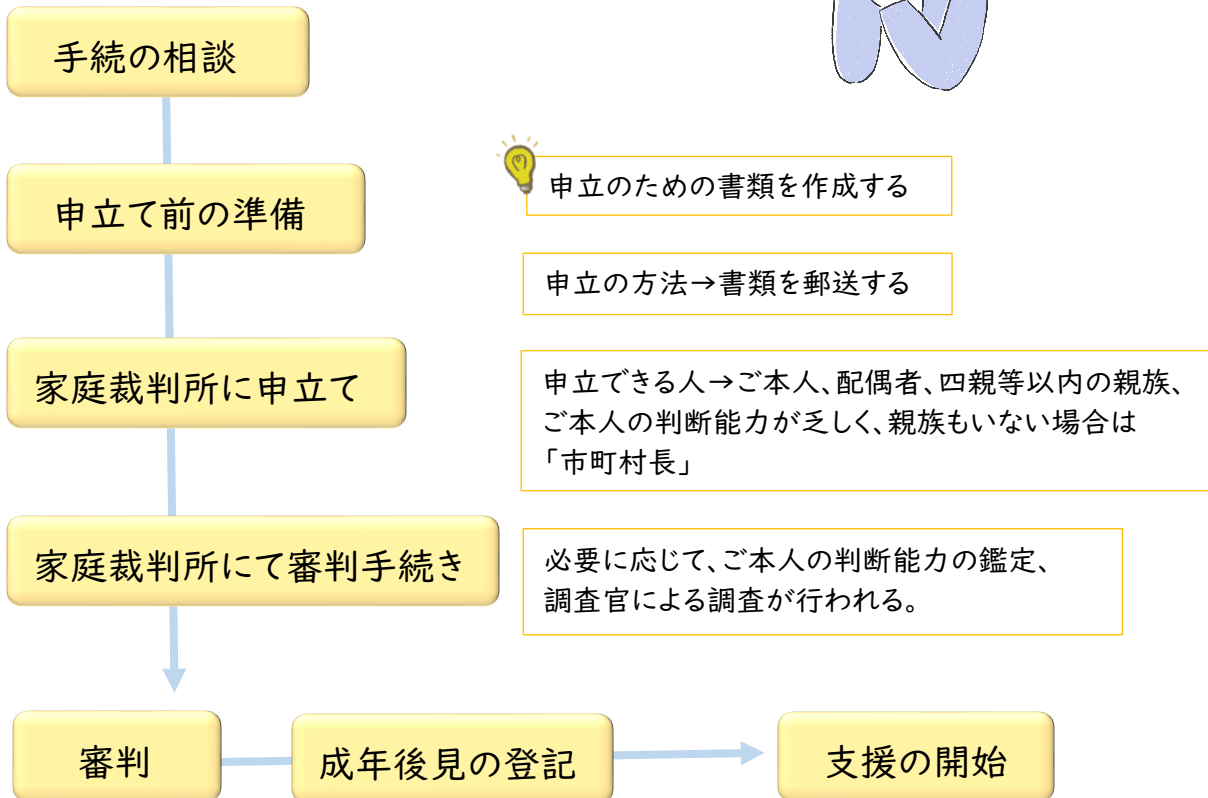 手続の相談
申立て前の準備
申立のための書類を作成する
申立の方法→書類を郵送する
家庭裁判所に申立て
申立できる人→ご本人、配偶者、四親等以内の親族、
ご本人の判断能力が乏しく、親族もいない場合は
「市町村長」
家庭裁判所にて審判手続き
必要に応じて、ご本人の判断能力の鑑定、
調査官による調査が行われる。
審判
成年後見の登記
支援の開始